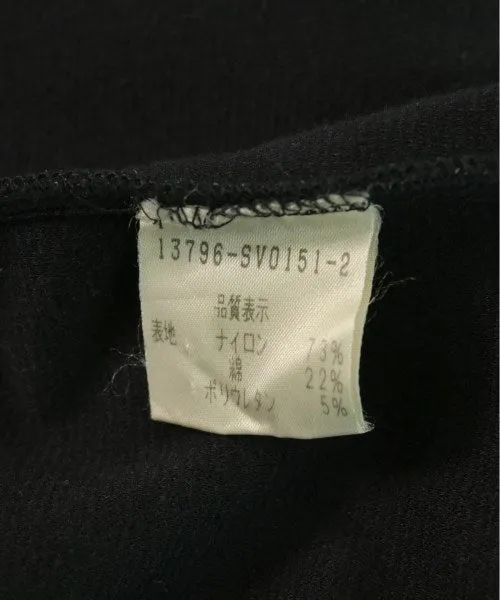 13796-SV0151-2
品質表示
表地 ナイロン 73%
綿 22%
ポリウレタン 5%